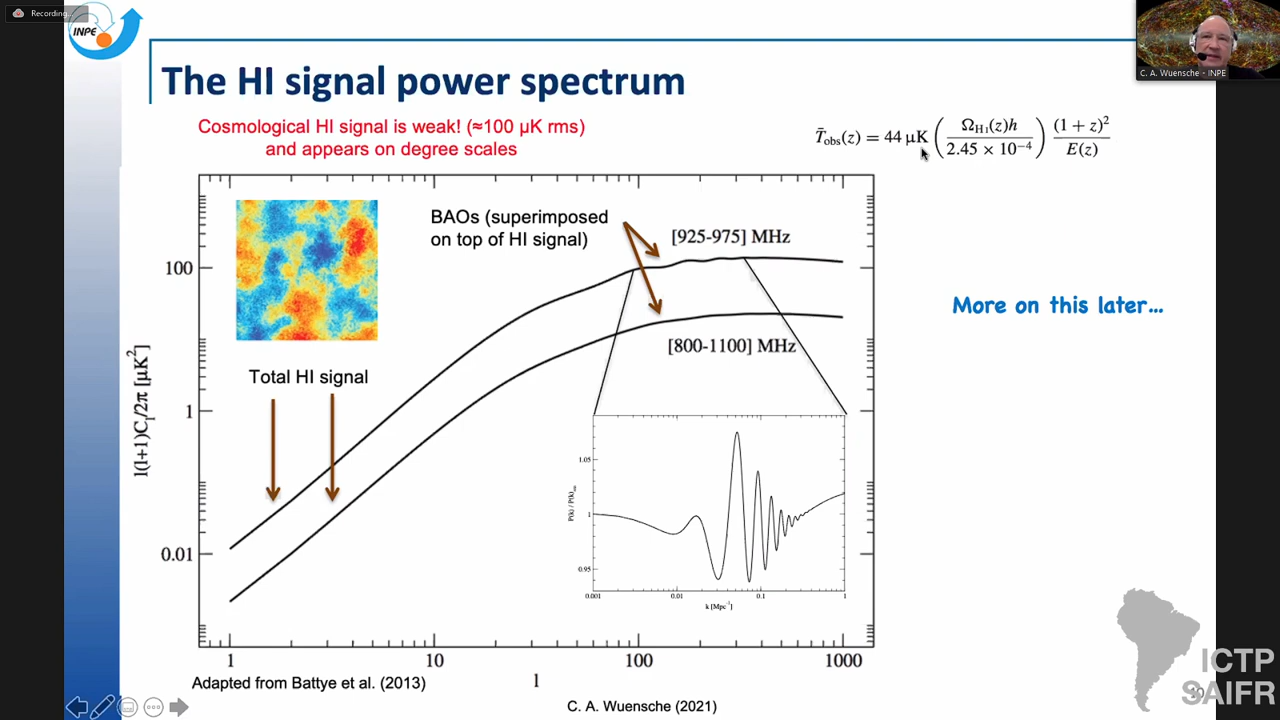 Recording...
INPE
C. A. Wuensche - INPE
The HI signal power spectrum
Cosmological HI signal is weak! (≈100 µK rms)
and appears on degree scales
T̄obs(z) = 44 µK ( ΩHI(z)h / 2.45 × 10⁻⁴ ) (1 + z)² / E(z)
BAOs (superimposed
on top of HI signal)
[925-975] MHz
100
More on this later...
[800-1100] MHz
Total HI signal
1
l(l+1)Cl/2π [µK²]
1.05
P(k) / P(k)
1
0.01
0.95
0.001
0.01
0.1
1
k [Mpc⁻¹]
1
10
100
1000
l
Adapted from Battye et al. (2013)
C. A. Wuensche (2021)
ICTP
SAIFR